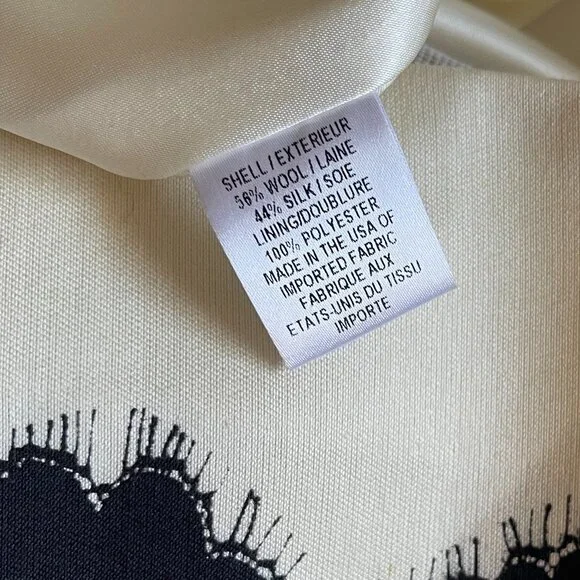 SHELL / EXTERIEUR
56% WOOL / LAINE
44% SILK / SOIE
LINING/DOUBLURE
100% POLYESTER
MADE IN THE USA OF
IMPORTED FABRIC
FABRIQUE AUX
ETATS-UNIS DU TISSU
IMPORTE